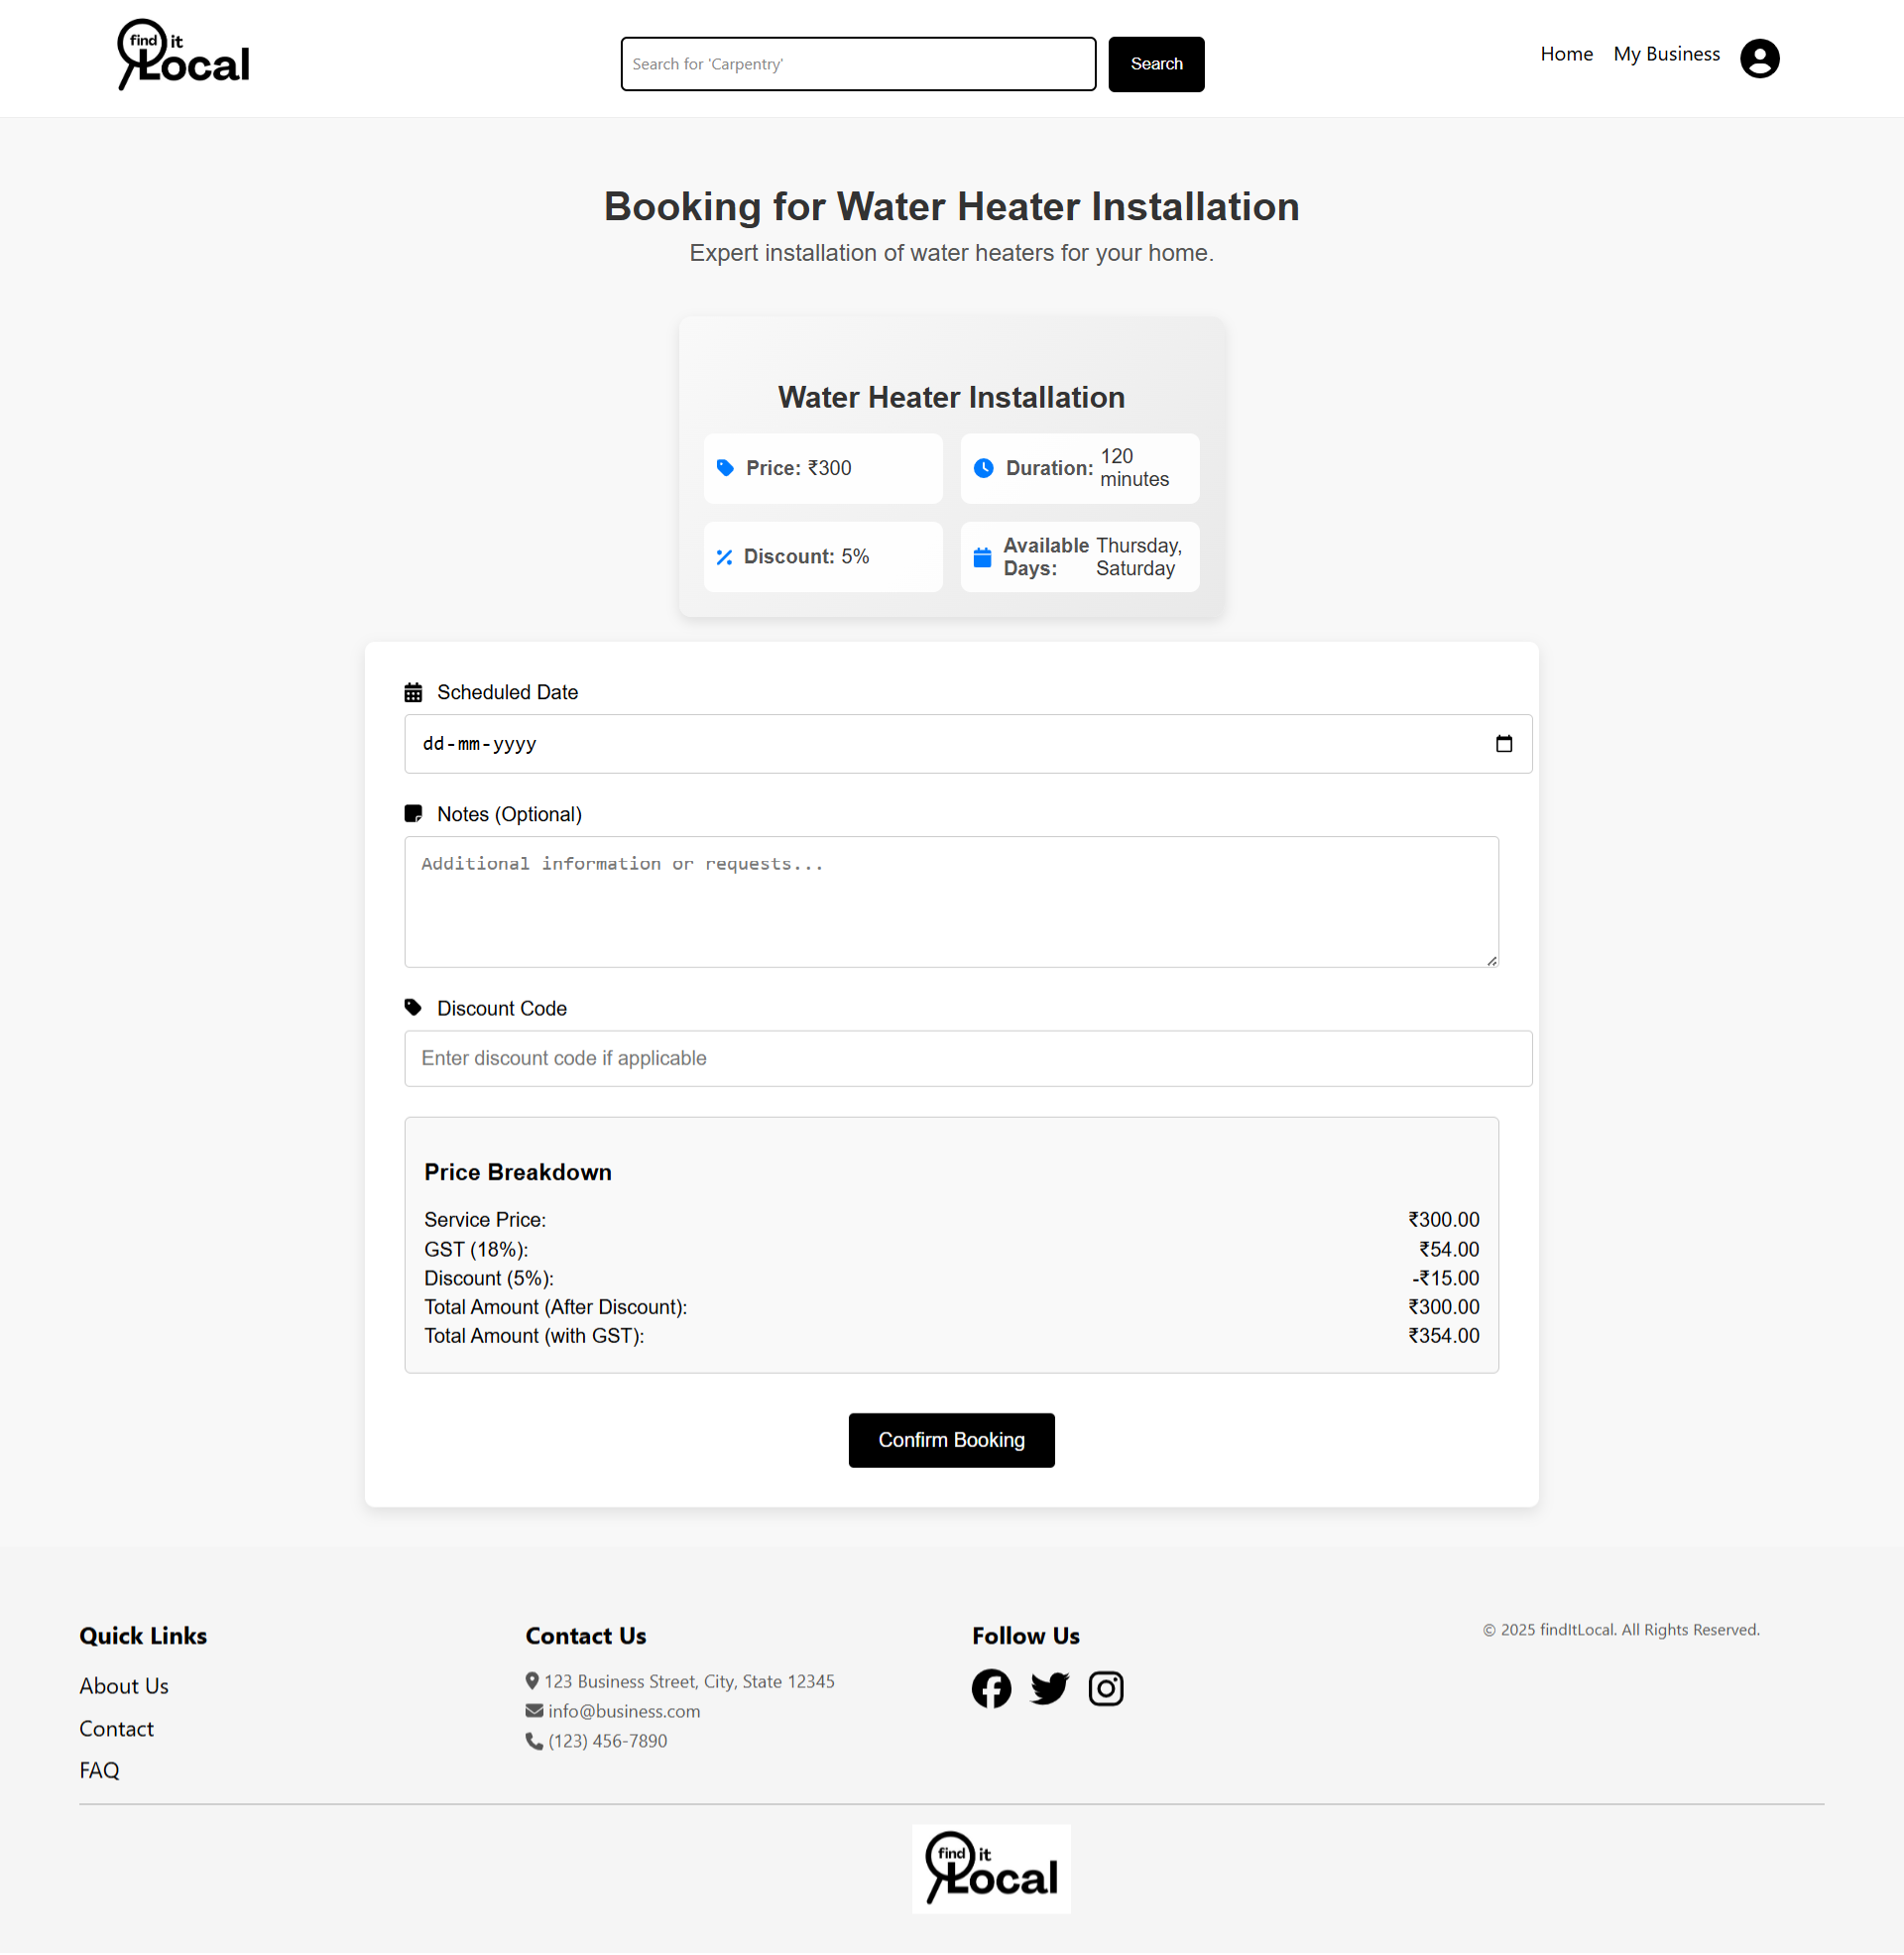 find it
Local
Search for 'Carpentry'
Search
Home
My Business
Booking for Water Heater Installation
Expert installation of water heaters for your home.
Water Heater Installation
Price: ₹300
Duration: 120
minutes
Discount: 5%
Available Thursday,
Days: Saturday
Scheduled Date
dd-mm-yyyy
Notes (Optional)
Additional information or requests...
Discount Code
Enter discount code if applicable
Price Breakdown
Service Price: ₹300.00
GST (18%): ₹54.00
Discount (5%): -₹15.00
Total Amount (After Discount): ₹300.00
Total Amount (with GST): ₹354.00
Confirm Booking
Quick Links
About Us
Contact
FAQ
Contact Us
123 Business Street, City, State 12345
info@business.com
(123) 456-7890
Follow Us
© 2025 findItLocal. All Rights Reserved.
find it
Local